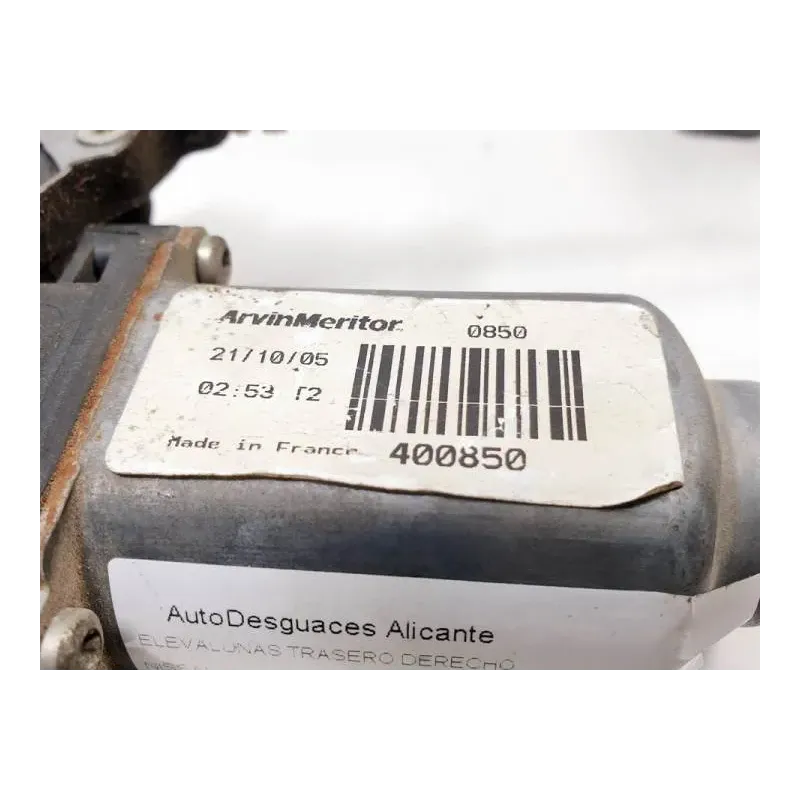 ArvinMeritor 0850
21/10/05
02:53 T2
Made in France 400850
AutoDesguaces Alicante
ELEVALUNAS TRASERO DERECHO